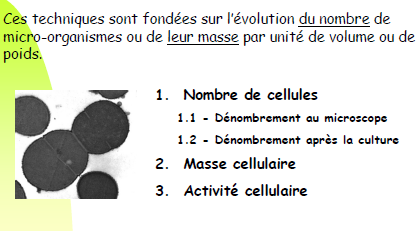 Ces techniques sont fondées sur l'évolution du nombre de
micro-organismes ou de leur masse par unité de volume ou de
poids.
1. Nombre de cellules
1.1 - Dénombrement au microscope
1.2 - Dénombrement après la culture
2. Masse cellulaire
3. Activité cellulaire